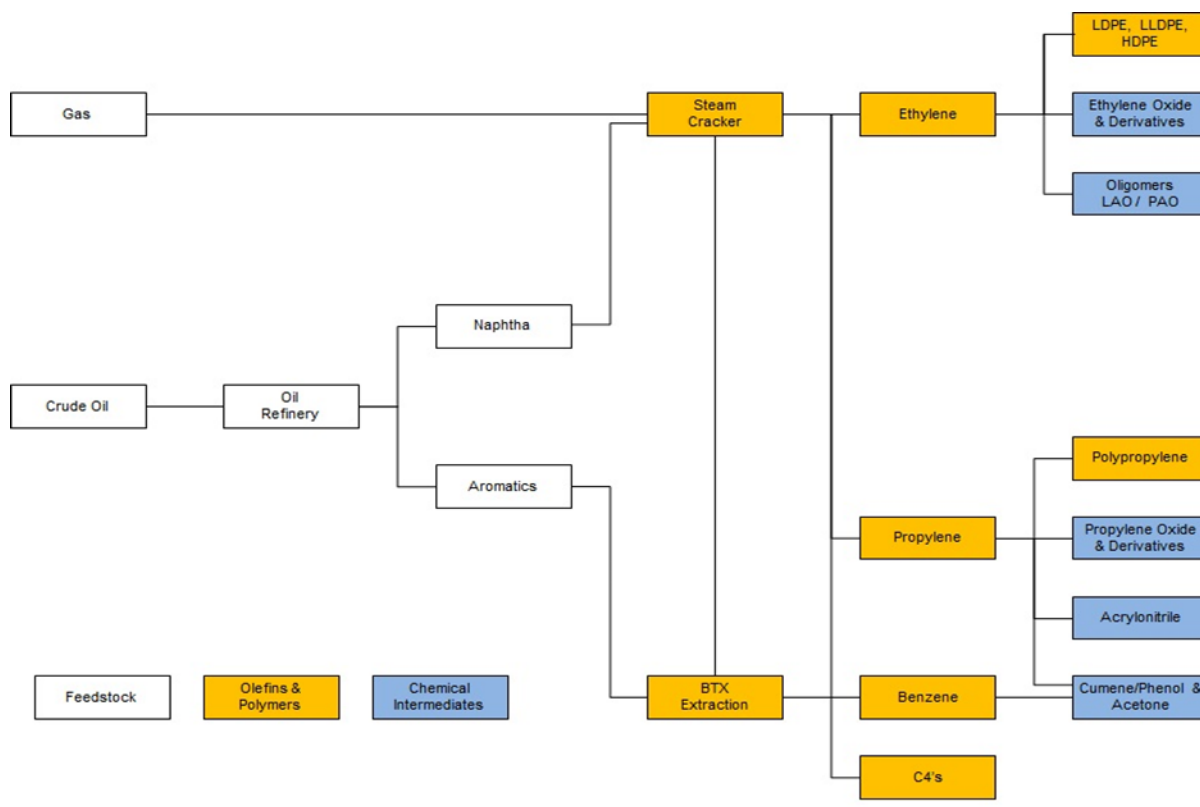 LDPE, LLDPE,
HDPE
Gas
Steam
Cracker
Ethylene
Ethylene Oxide
& Derivatives
Oligomers
LAO / PAO
Naphtha
Crude Oil
Oil
Refinery
Aromatics
Polypropylene
Propylene
Propylene Oxide
& Derivatives
Acrylonitrile
Feedstock
Olefins &
Polymers
Chemical
Intermediates
BTX
Extraction
Benzene
Cumene/Phenol &
Acetone
C4's